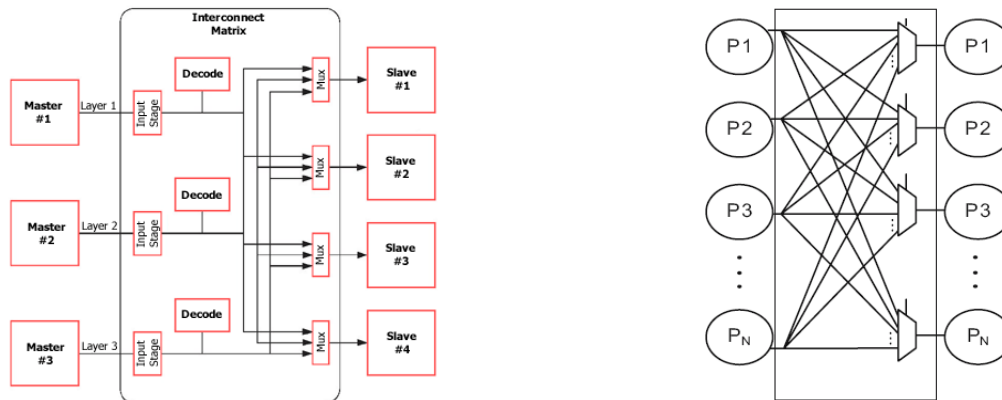 Interconnect
Matrix
Master
#1
Layer 1
Input
Stage
Decode
Mux
Slave
#1
Mux
Slave
#2
Master
#2
Layer 2
Input
Stage
Decode
Mux
Slave
#3
Master
#3
Layer 3
Input
Stage
Decode
Mux
Slave
#4
P1
P1
P2
P2
P3
P3
PN
PN